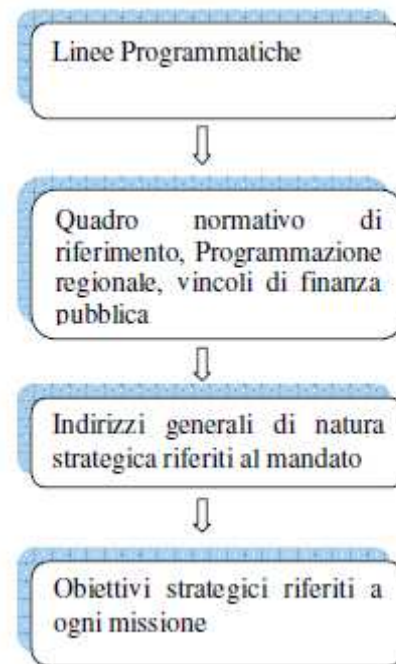 Linee Programmatiche
Quadro normativo di
riferimento, Programmazione
regionale, vincoli di finanza
pubblica
Indirizzi generali di natura
strategica riferiti al mandato
Obiettivi strategici riferiti a
ogni missione